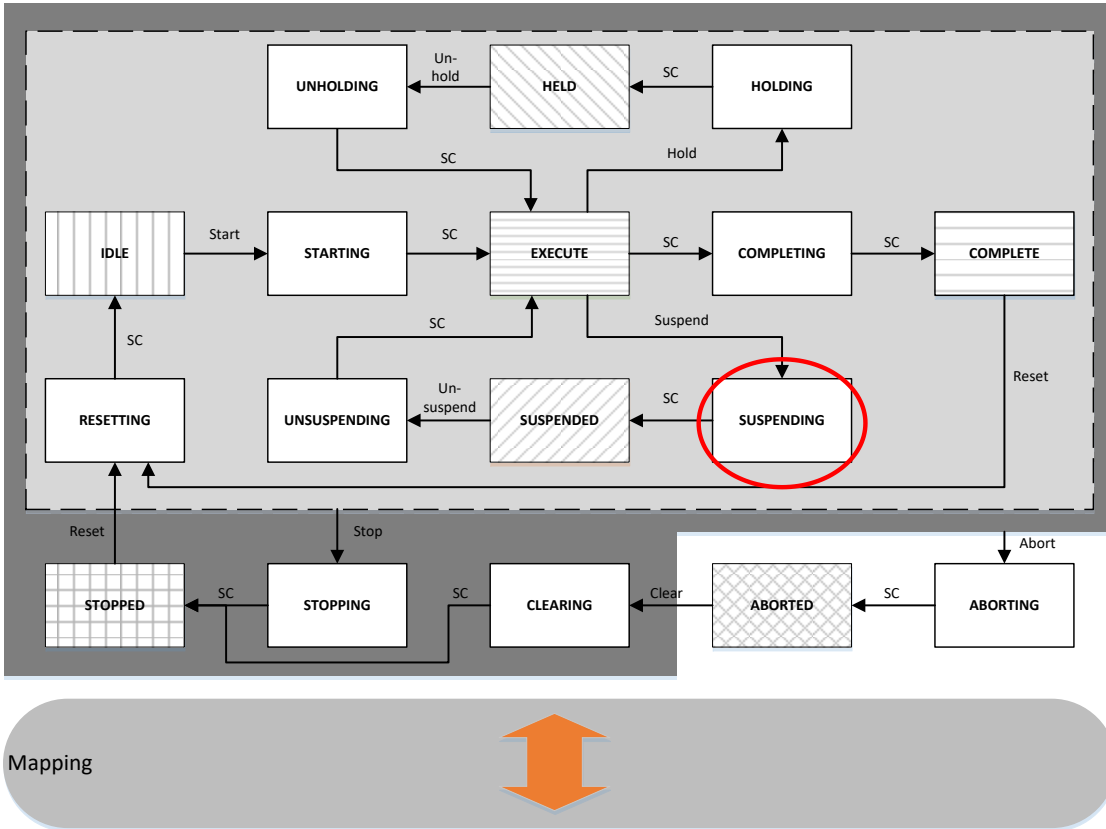 Un-
hold
SC
UNHOLDING
HELD
HOLDING
SC
Hold
Start
SC
SC
SC
IDLE
STARTING
EXECUTE
COMPLETING
COMPLETE
SC
SC
Suspend
Un-
suspend
SC
Reset
RESETTING
UNSUSPENDING
SUSPENDED
SUSPENDING
Reset
Stop
Abort
SC
SC
Clear
SC
STOPPED
STOPPING
CLEARING
ABORTED
ABORTING
Mapping